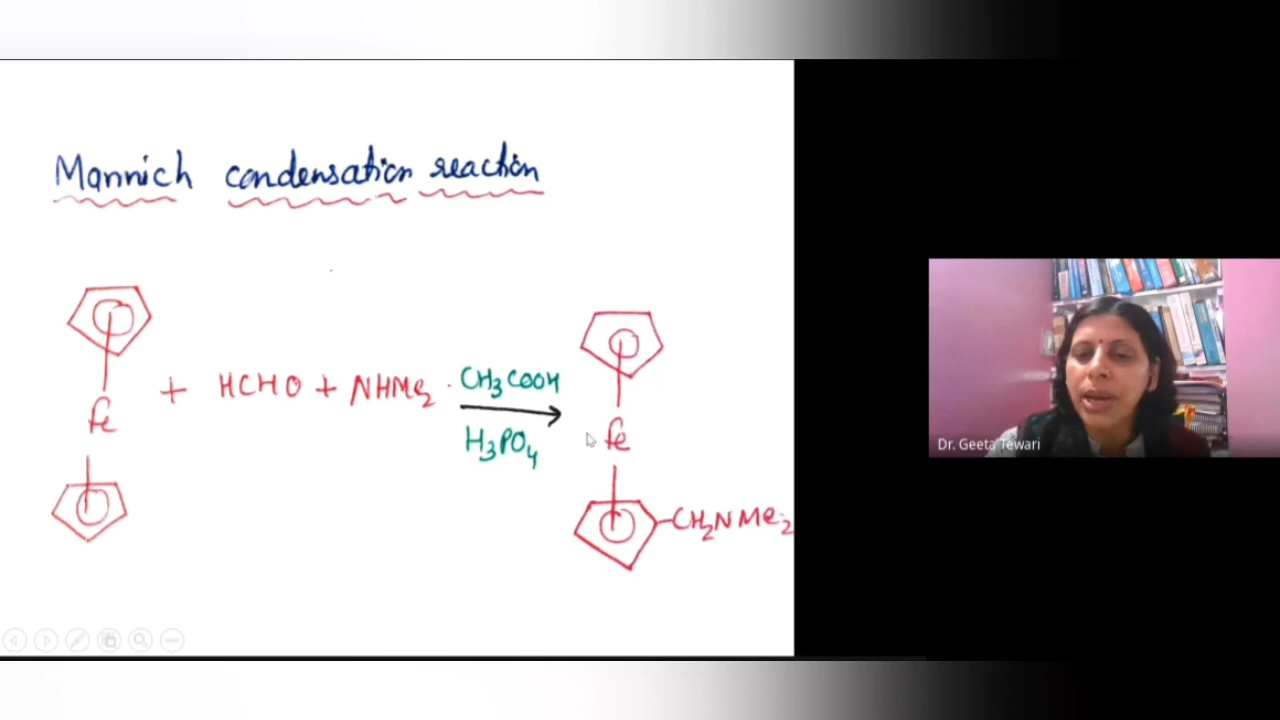 Mannich condensation reaction
Fe + HCHO + NHMe2 CH3COOH
H3PO4
Fe
CH2NMe2
Dr. Geeta Tewari